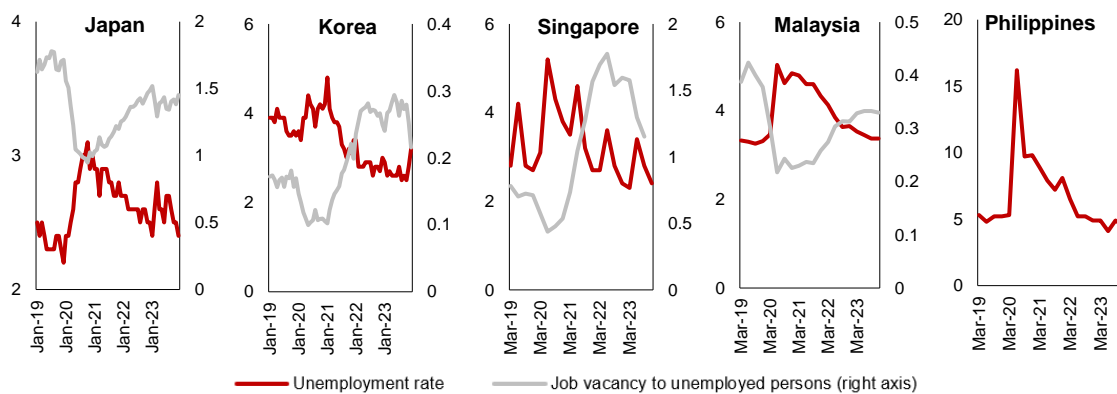 Japan
4
3
2
2
1.5
1
0.5
0
Jan-19
Jan-20
Jan-21
Jan-22
Jan-23
Korea
6
4
2
0
0.4
0.3
0.2
0.1
0
Jan-19
Jan-20
Jan-21
Jan-22
Jan-23
Singapore
6
4
2
0
2
1.5
1
0.5
0
Mar-19
Mar-20
Mar-21
Mar-22
Mar-23
Malaysia
6
4
2
0
0.5
0.4
0.3
0.2
0.1
0
Mar-19
Mar-20
Mar-21
Mar-22
Mar-23
Philippines
20
15
10
5
0
Mar-19
Mar-20
Mar-21
Mar-22
Mar-23
Unemployment rate
Job vacancy to unemployed persons (right axis)